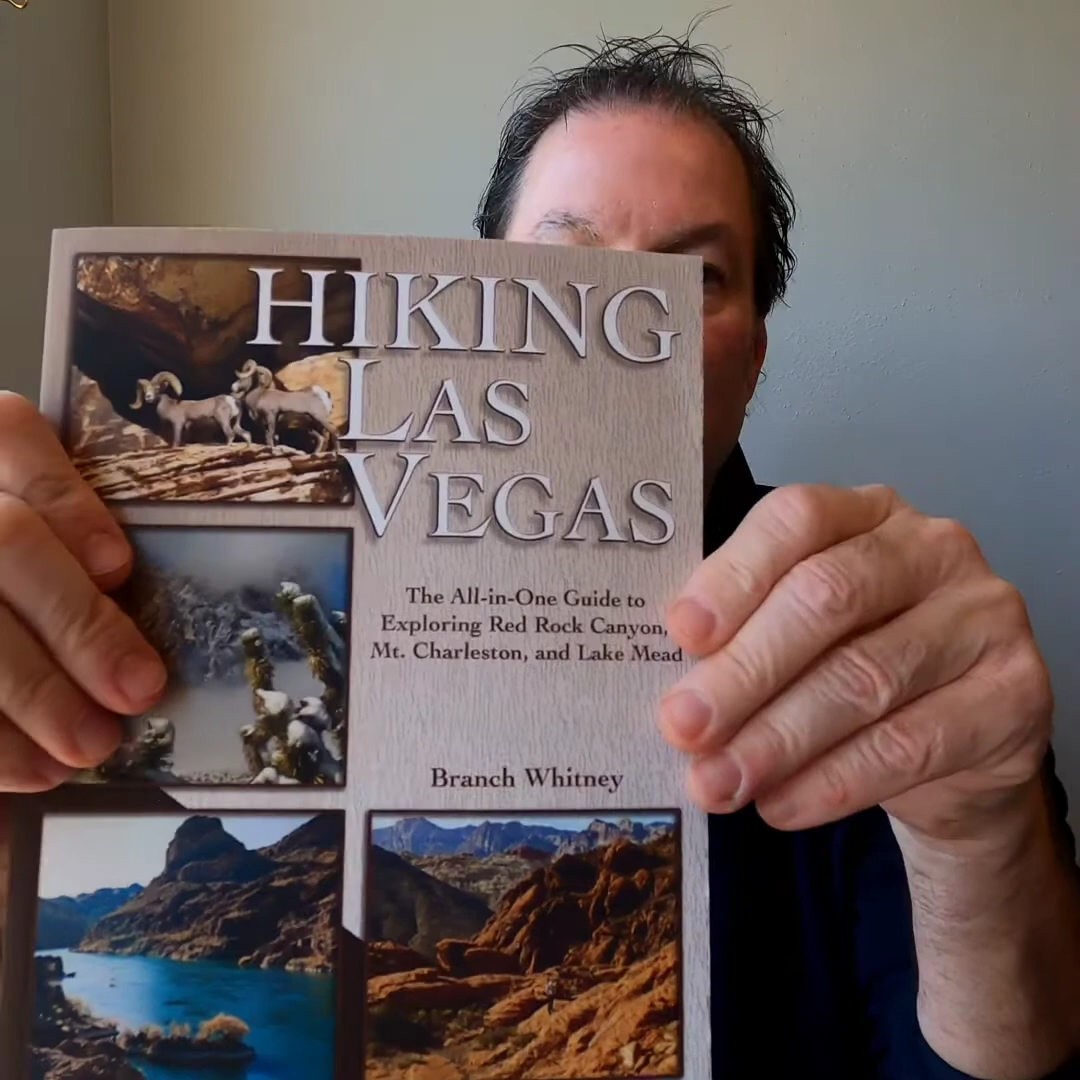 HIKING
LAS
VEGAS
The All-in-One Guide to
Exploring Red Rock Canyon,
Mt. Charleston, and Lake Mead
Branch Whitney